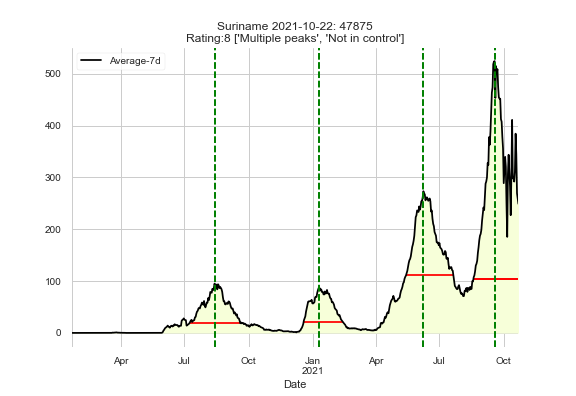 Suriname 2021-10-22: 47875
Rating:8 ['Multiple peaks', 'Not in control']
Average-7d
500
400
300
200
100
0
Apr Jul Oct Jan Apr Jul Oct
2021
Date